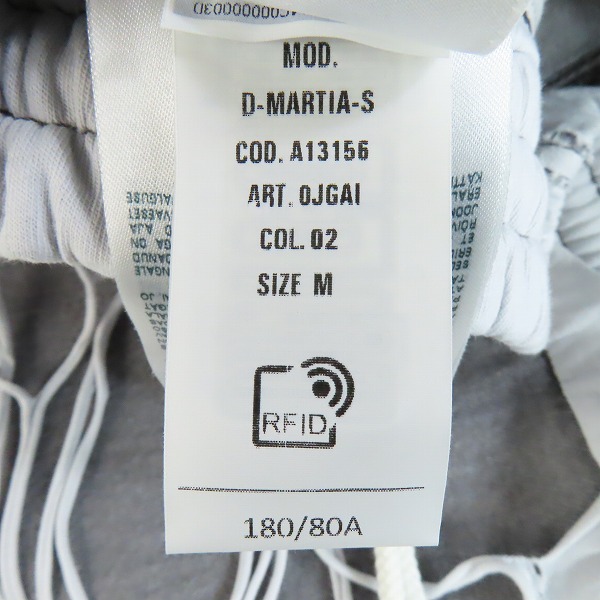 MOD.
D-MARTIA-S
COD. A13156
ART. 0JGAI
COL. 02
SIZE M
RFID
180/80A